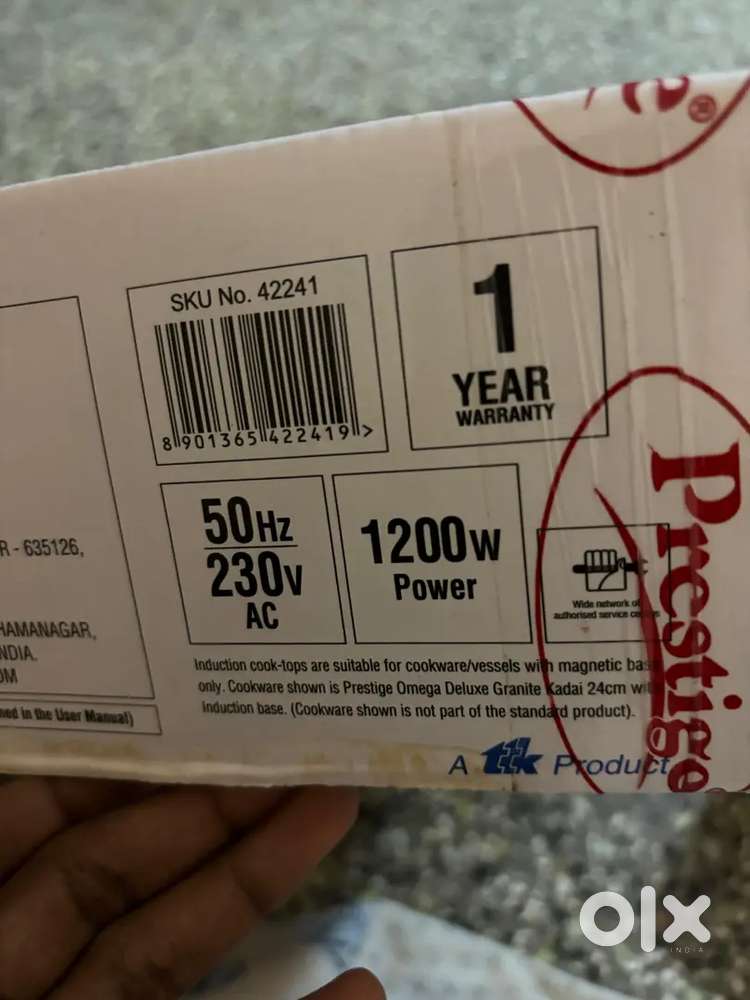 ®
SKU No. 42241
8 901365 422419 >
1
YEAR
WARRANTY
50Hz
230V
AC
1200W
Power
Wide network of
authorised service
R - 635126,
HAMANAGAR,
NDIA.
OM
ned in the User Manual)
Induction cook-tops are suitable for cookware/vessels with magnetic
only. Cookware shown is Prestige Omega Deluxe Granite Kadai 24cm
Induction base. (Cookware shown is not part of the standard product).
A ttk Product
Prestige
olx
INDIA